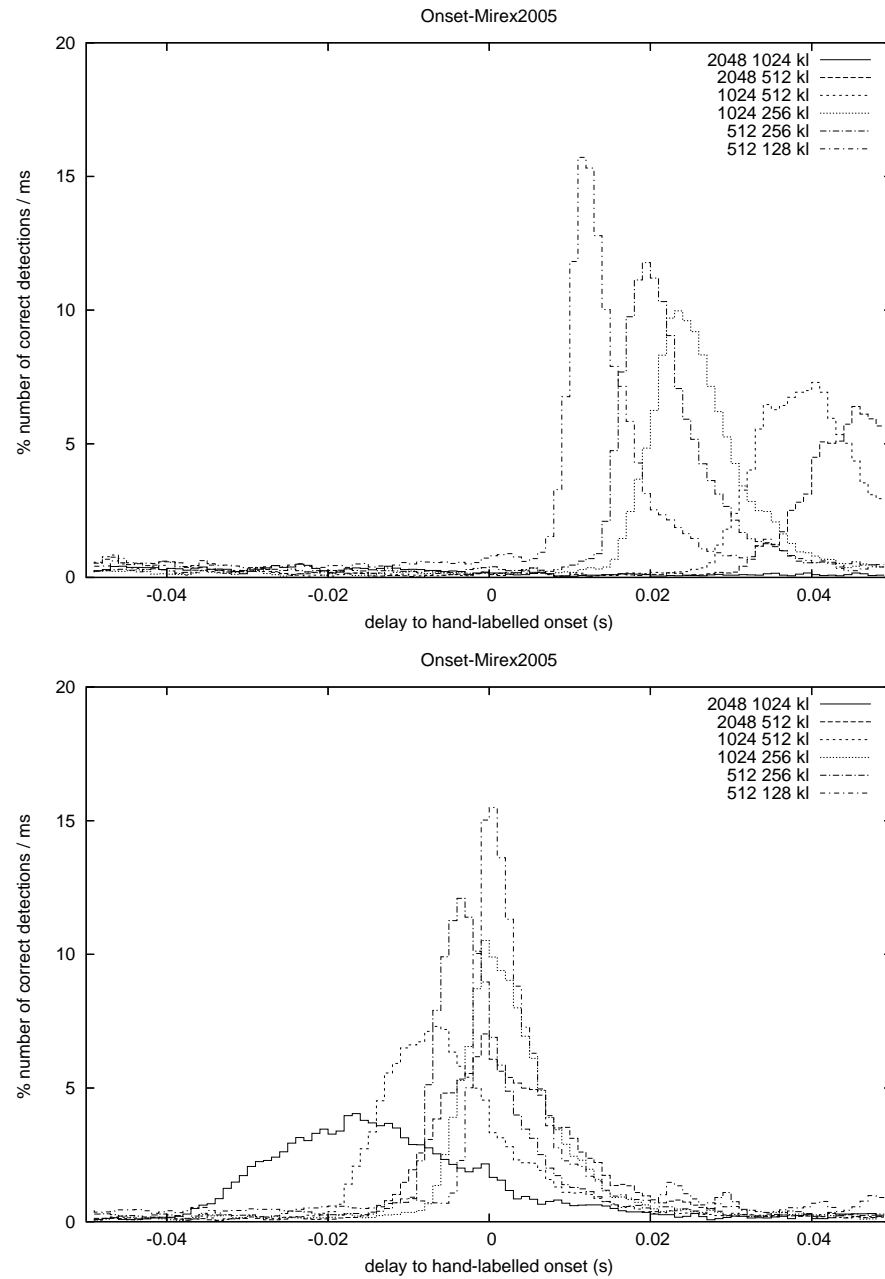 Onset-Mirex2005
20
2048 1024 kl
2048 512 kl
1024 512 kl
1024 256 kl
512 256 kl
512 128 kl
15
10
5
0
% number of correct detections / ms
-0.04 -0.02 0 0.02 0.04
delay to hand-labelled onset (s)
Onset-Mirex2005
20
2048 1024 kl
2048 512 kl
1024 512 kl
1024 256 kl
512 256 kl
512 128 kl
15
10
5
0
% number of correct detections / ms
-0.04 -0.02 0 0.02 0.04
delay to hand-labelled onset (s)